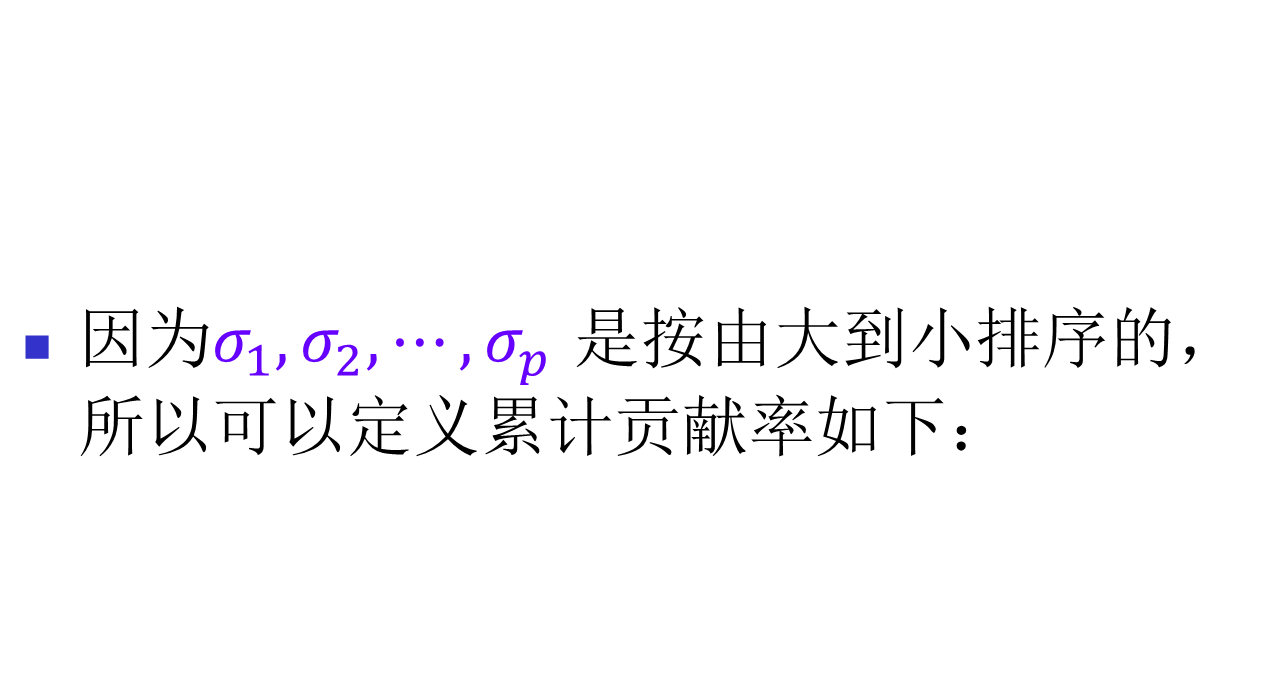 因为σ₁, σ₂, ⋯ , σₚ 是按由大到小排序的，
所以可以定义累计贡献率如下：